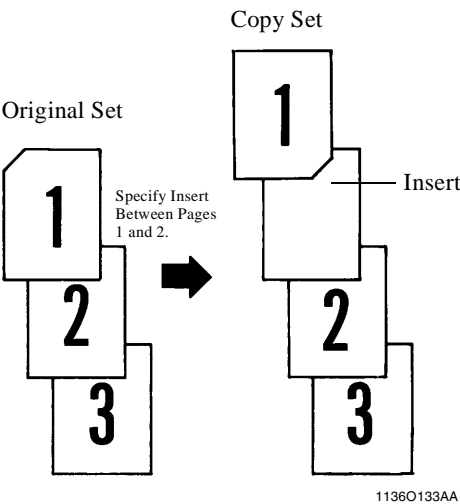 Copy Set
1
Original Set
Insert
1
Specify Insert
Between Pages
1 and 2.
2
2
3
3
1136O133AA